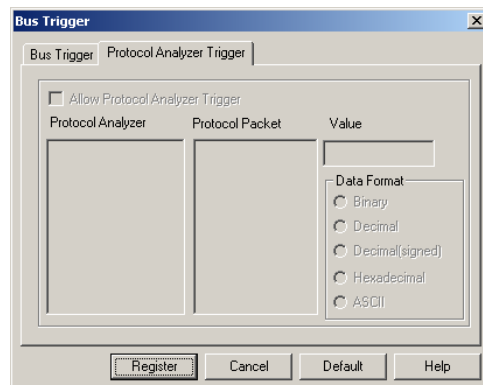 Bus Trigger
Bus Trigger Protocol Analyzer Trigger
Allow Protocol Analyzer Trigger
Protocol Analyzer Protocol Packet Value
Data Format
Binary
Decimal
Decimal(signed)
Hexadecimal
ASCII
Register Cancel Default Help